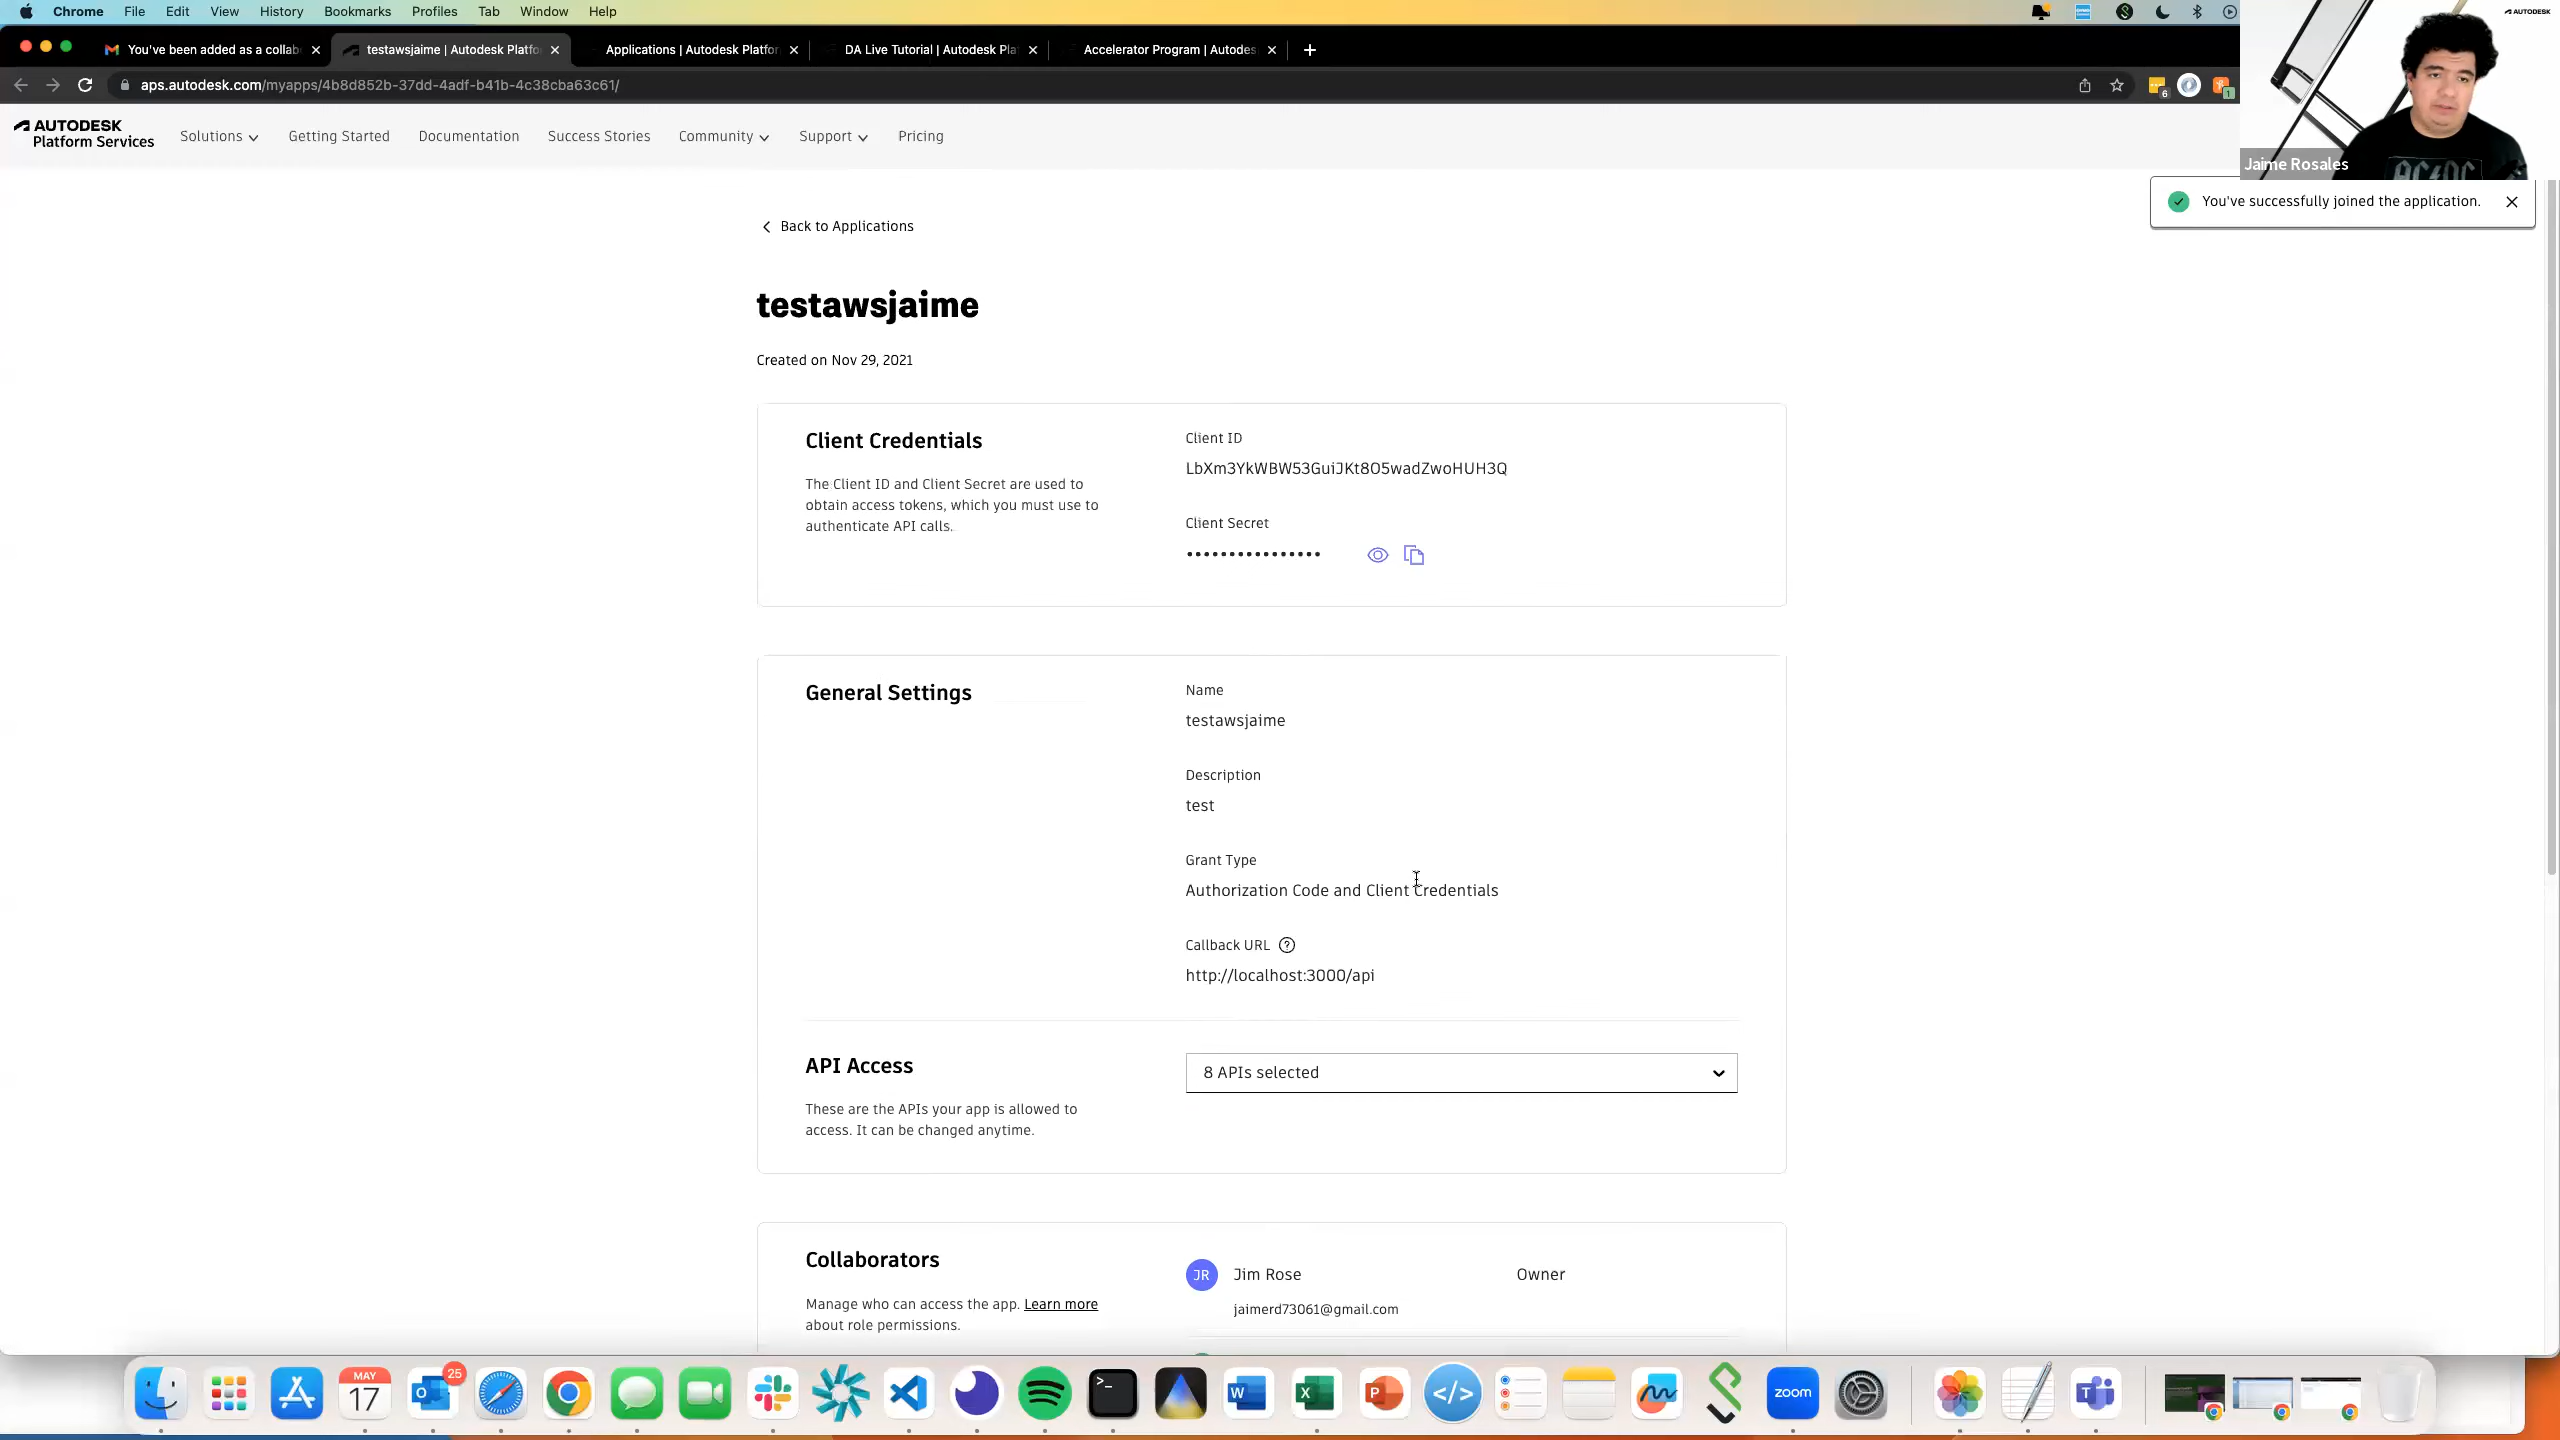 Chrome File Edit View History Bookmarks Profiles Tab Window Help
You've been added as a collab
testawsjaime | Autodesk Platfo
Applications | Autodesk Platfor
DA Live Tutorial | Autodesk Pla
Accelerator Program | Autodes
aps.autodesk.com/myapps/4b8d852b-37dd-4adf-b41b-4c38cba63c61/
6
1
AUTODESK
Jaime Rosales
AC DC
AUTODESK
Platform Services
Solutions Getting Started Documentation Success Stories Community Support Pricing
You've successfully joined the application.
Back to Applications
testawsjaime
Created on Nov 29, 2021
Client Credentials
The Client ID and Client Secret are used to
obtain access tokens, which you must use to
authenticate API calls.
Client ID
LbXm3YkWBW53GuiJKt8O5wadZwoHUH3Q
Client Secret
••••••••••••••••
General Settings
Name
testawsjaime
Description
test
Grant Type
Authorization Code and Client Credentials
Callback URL ?
http://localhost:3000/api
API Access
These are the APIs your app is allowed to
access. It can be changed anytime.
8 APIs selected
Collaborators
Manage who can access the app. Learn more
about role permissions.
JR Jim Rose Owner
jaimerd73061@gmail.com
MAY
17
25
O
>_
W
X
P
</>
zoom
T